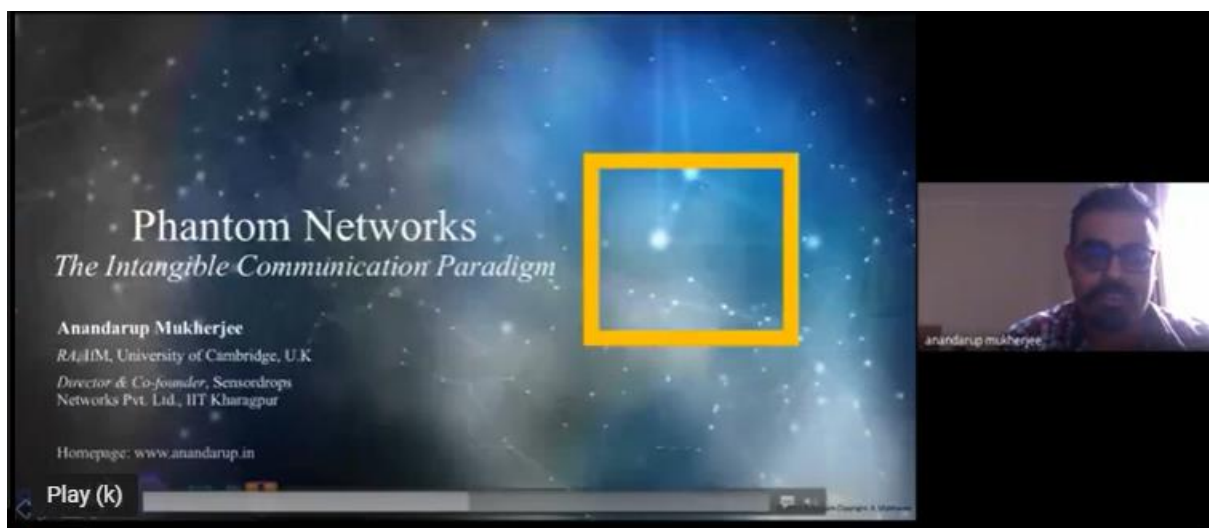 Phantom Networks
The Intangible Communication Paradigm
Anandarup Mukherjee
RA, IfM, University of Cambridge, U.K
Director & Co-founder, Sensordrops
Networks Pvt. Ltd., IIT Kharagpur
Homepage: www.anandarup.in
Play (k)
anandarup mukherjee